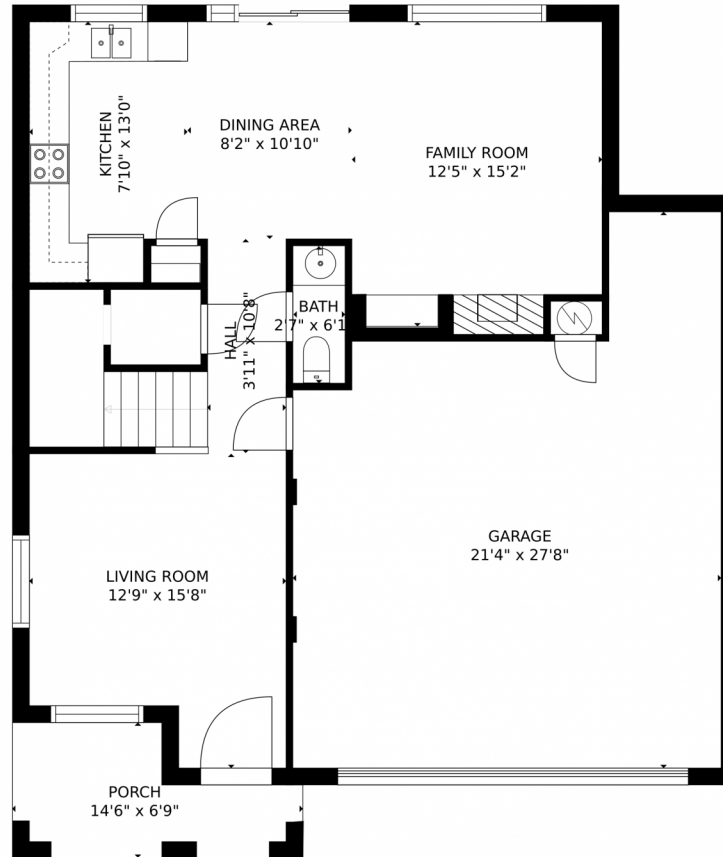 KITCHEN
7'10" x 13'0"
DINING AREA
8'2" x 10'10"
FAMILY ROOM
12'5" x 15'2"
HALL
3'11" x 10'8"
BATH
2'7" x 6'1
GARAGE
21'4" x 27'8"
LIVING ROOM
12'9" x 15'8"
PORCH
14'6" x 6'9"